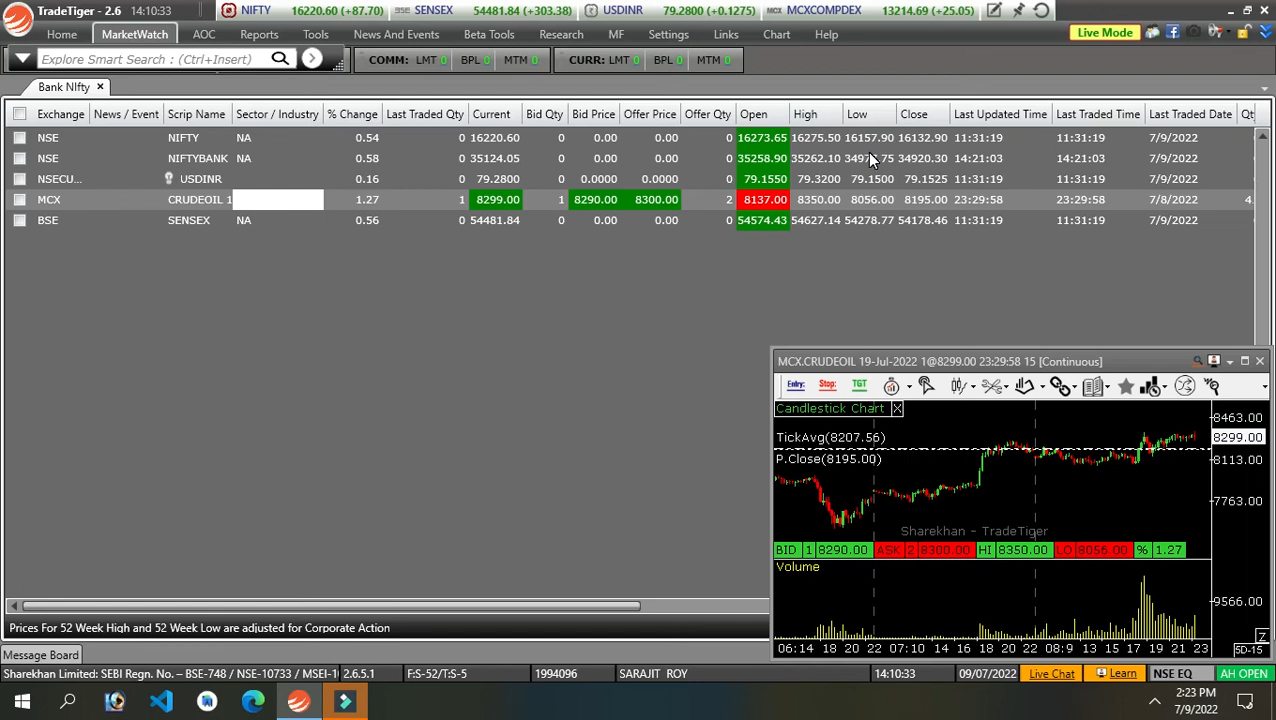 TradeTiger - 2.6 14:10:33 NIFTY 16220.60 (+87.70) SENSEX 54481.84 (+303.38) USDINR 79.2800 (+0.1275) MCX MCXCOMPDEX 13214.69 (+25.05)
Home MarketWatch AOC Reports Tools News And Events Beta Tools Research MF Settings Links Chart Help Live Mode
Explore Smart Search : (Ctrl+Insert) COMM: LMT 0 BPL 0 MTM 0 CURR: LMT 0 BPL 0 MTM 0
Bank NIfty
Exchange News / Event Scrip Name Sector / Industry % Change Last Traded Qty Current Bid Qty Bid Price Offer Price Offer Qty Open High Low Close Last Updated Time Last Traded Time Last Traded Date Qt
NSE NIFTY NA 0.54 0 16220.60 0 0.00 0.00 0 16273.65 16275.50 16157.90 16132.90 11:31:19 11:31:19 7/9/2022
NSE NIFTYBANK NA 0.58 0 35124.05 0 0.00 0.00 0 35258.90 35262.10 34920.30 14:21:03 14:21:03 7/9/2022
NSECU... USDINR 0.16 0 79.2800 0 0.0000 0.0000 0 79.1550 79.3200 79.1500 79.1525 11:31:19 11:31:19 7/9/2022
MCX CRUDEOIL 1 1.27 1 8299.00 1 8290.00 8300.00 2 8137.00 8350.00 8056.00 8195.00 23:29:58 23:29:58 7/8/2022 4.
BSE SENSEX NA 0.56 0 54481.84 0 0.00 0.00 0 54574.43 54627.14 54278.77 54178.46 11:31:19 11:31:19 7/9/2022
MCX.CRUDEOIL 19-Jul-2022 1@8299.00 23:29:58 15 [Continuous]
Entry: Stop: TGT
Candlestick Chart X
8463.00
TickAvg(8207.56) 8299.00
P.Close(8195.00) 8113.00
7763.00
Sharekhan - TradeTiger
BID 1 8290.00 ASK 2 8300.00 HI 8350.00 LO 8056.00 % 1.27
Volume
9566.00
Z
06:14 18 20 22 07:10 14 18 20 22 08:11 13 15 17 19 21 23 5D-15
Prices For 52 Week High and 52 Week Low are adjusted for Corporate Action
Message Board
Sharekhan Limited: SEBI Regn. No. – BSE-748 / NSE-10733 / MSEI-1 2.6.5.1 F:S-52/T:S-5 1994096 SARAJIT ROY 14:10:33 09/07/2022 Live Chat Learn NSE EQ AH OPEN
2:23 PM
7/9/2022